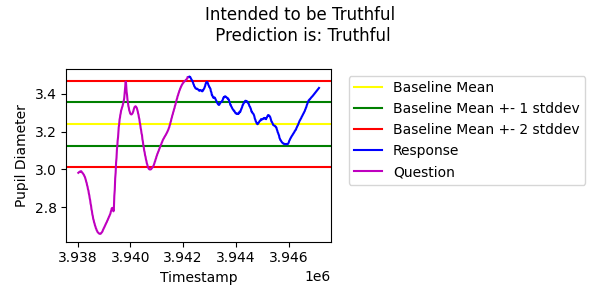 Intended to be Truthful
Prediction is: Truthful
Pupil Diameter
3.4
3.2
3.0
2.8
3.938 3.940 3.942 3.944 3.946
1e6
Timestamp
Baseline Mean
Baseline Mean +- 1 stddev
Baseline Mean +- 2 stddev
Response
Question